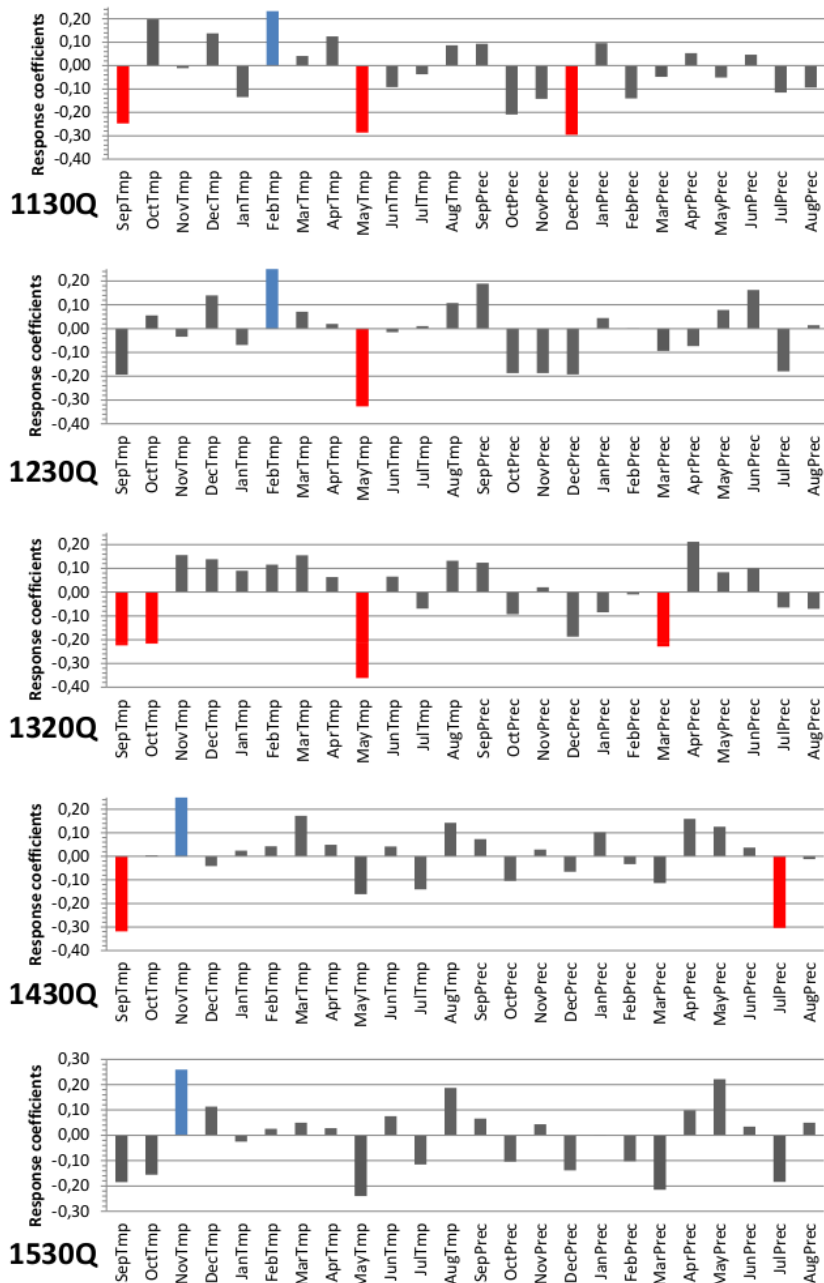 Response coefficients
0,20
0,10
0,00
-0,10
-0,20
-0,30
-0,40
SepTmp OctTmp NovTmp DecTmp JanTmp FebTmp MarTmp AprTmp MayTmp JunTmp JulTmp AugTmp SepPrec OctPrec NovPrec DecPrec JanPrec FebPrec MarPrec AprPrec MayPrec JunPrec JulPrec AugPrec
1130Q
Response coefficients
0,20
0,10
0,00
-0,10
-0,20
-0,30
-0,40
SepTmp OctTmp NovTmp DecTmp JanTmp FebTmp MarTmp AprTmp MayTmp JunTmp JulTmp AugTmp SepPrec OctPrec NovPrec DecPrec JanPrec FebPrec MarPrec AprPrec MayPrec JunPrec JulPrec AugPrec
1230Q
Response coefficients
0,20
0,10
0,00
-0,10
-0,20
-0,30
-0,40
SepTmp OctTmp NovTmp DecTmp JanTmp FebTmp MarTmp AprTmp MayTmp JunTmp JulTmp AugTmp SepPrec OctPrec NovPrec DecPrec JanPrec FebPrec MarPrec AprPrec MayPrec JunPrec JulPrec AugPrec
1320Q
Response coefficients
0,20
0,10
0,00
-0,10
-0,20
-0,30
-0,40
SepTmp OctTmp NovTmp DecTmp JanTmp FebTmp MarTmp AprTmp MayTmp JunTmp JulTmp AugTmp SepPrec OctPrec NovPrec DecPrec JanPrec FebPrec MarPrec AprPrec MayPrec JunPrec JulPrec AugPrec
1430Q
Response coefficients
0,30
0,20
0,10
0,00
-0,10
-0,20
-0,30
SepTmp OctTmp NovTmp DecTmp JanTmp FebTmp MarTmp AprTmp MayTmp JunTmp JulTmp AugTmp SepPrec OctPrec NovPrec DecPrec JanPrec FebPrec MarPrec AprPrec MayPrec JunPrec JulPrec AugPrec
1530Q